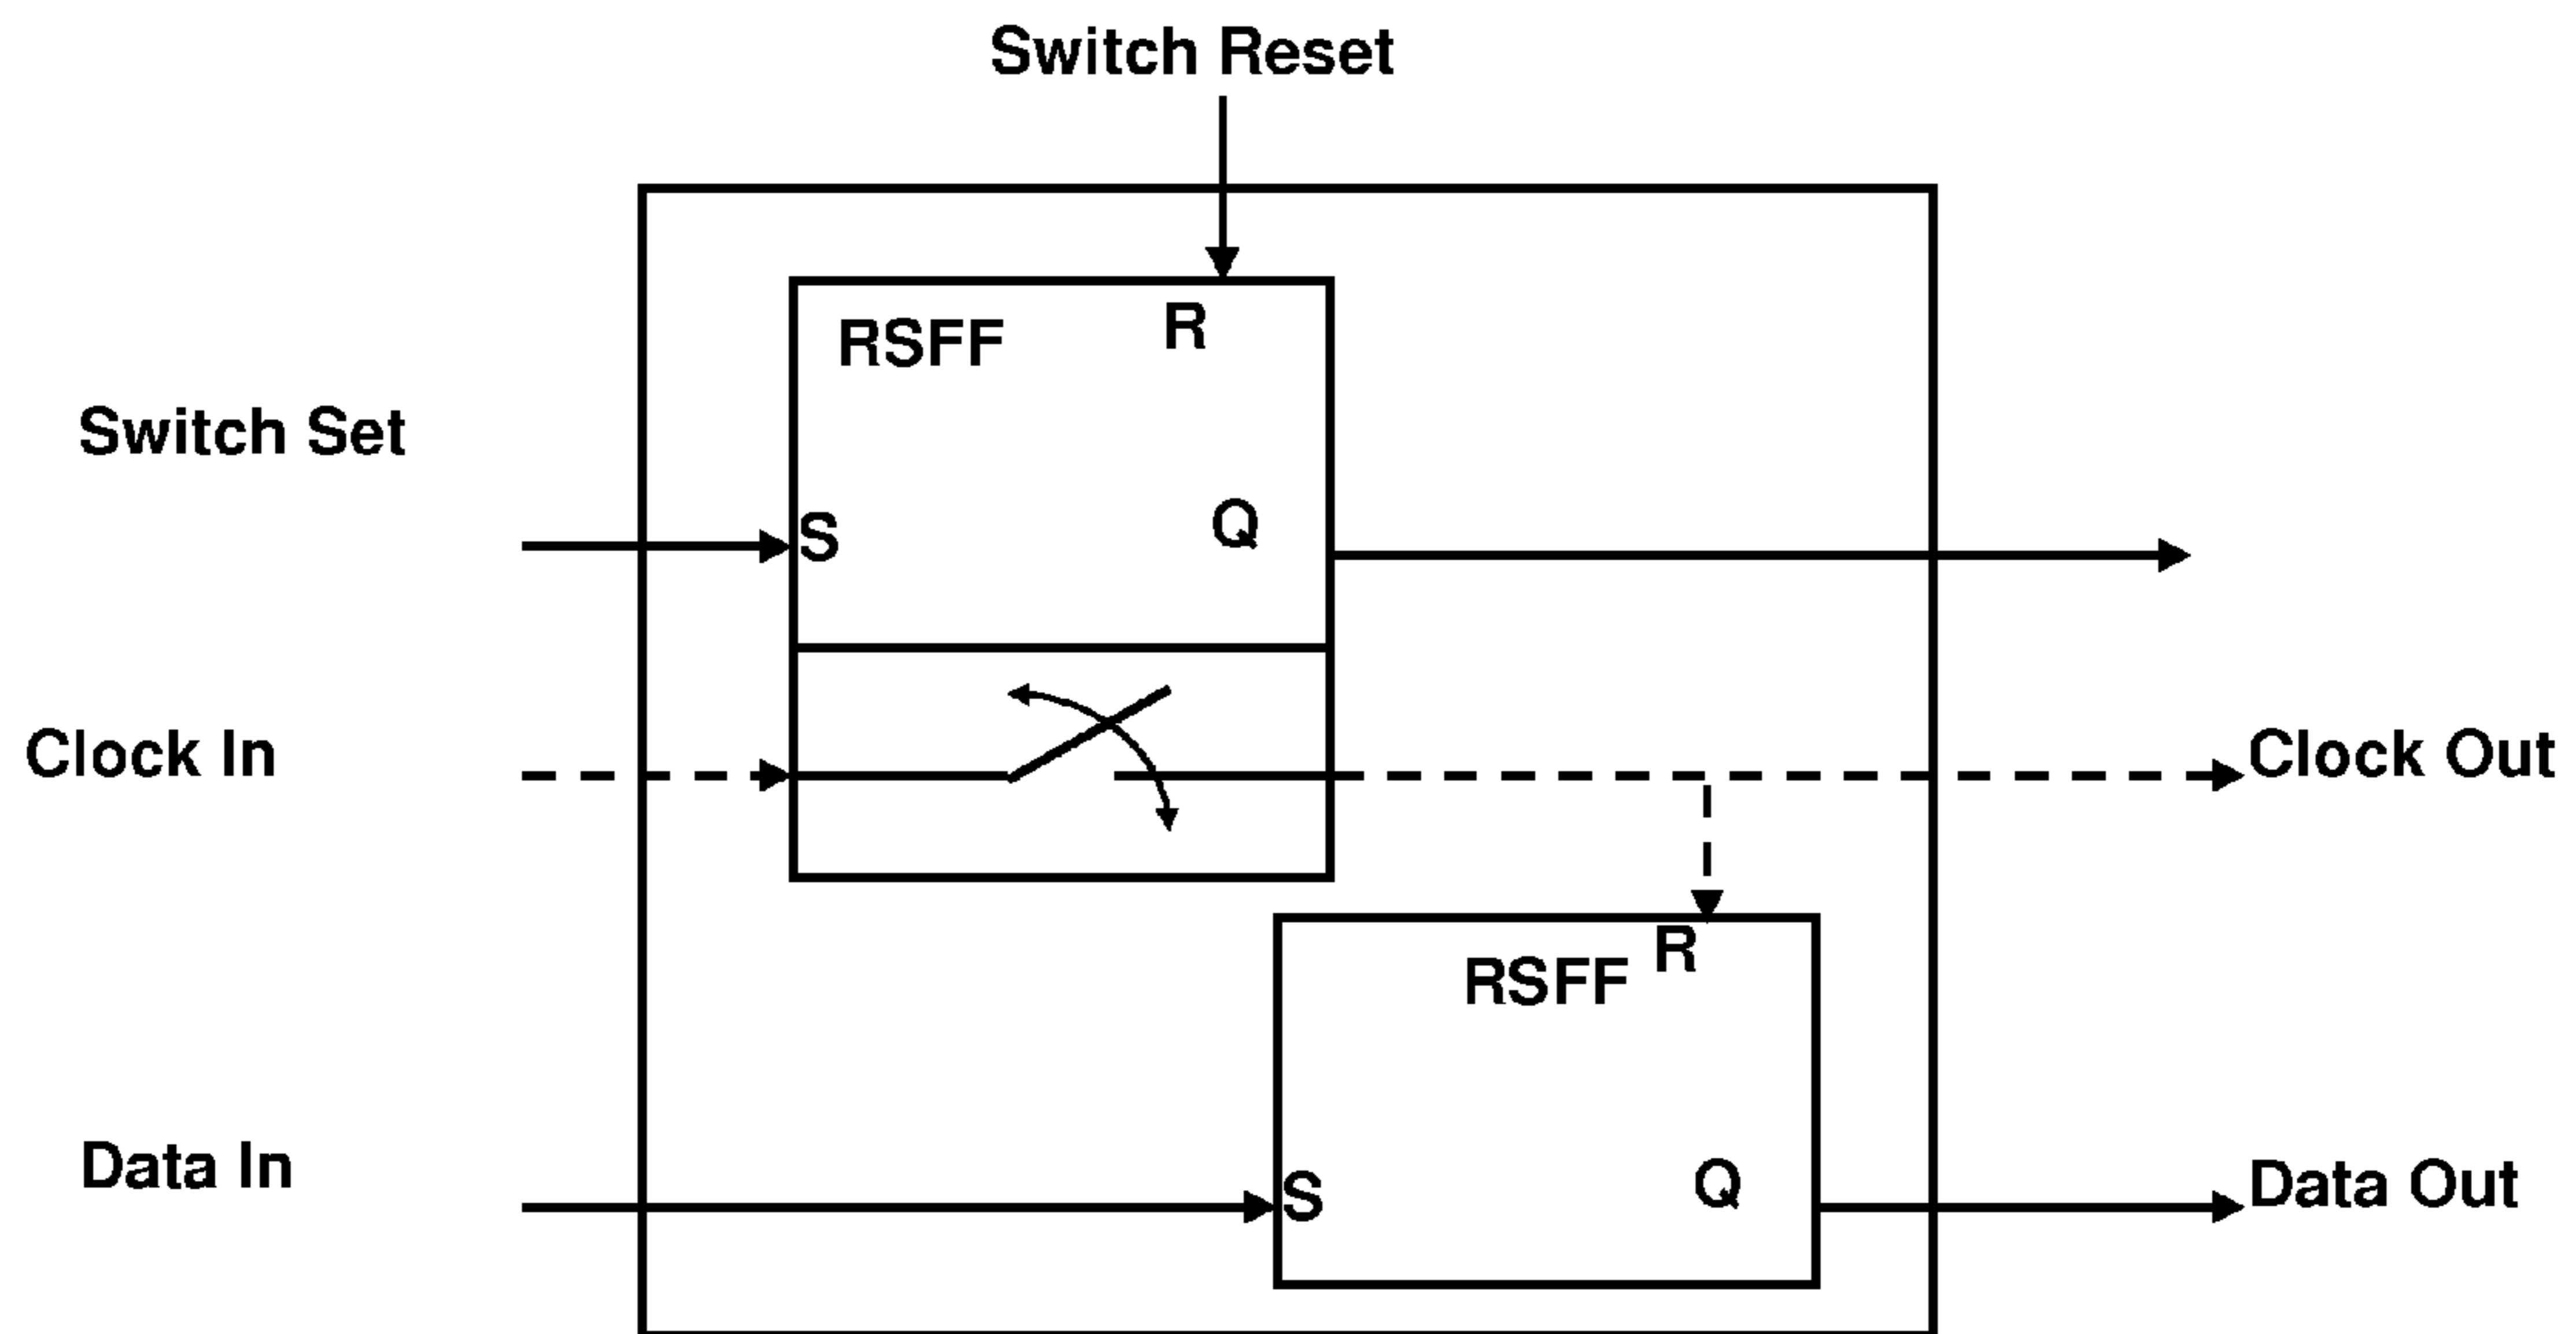 Switch Reset
R
RSFF
Switch Set
S
Q
Clock In
Clock Out
R
RSFF
Data In
S
Q
Data Out